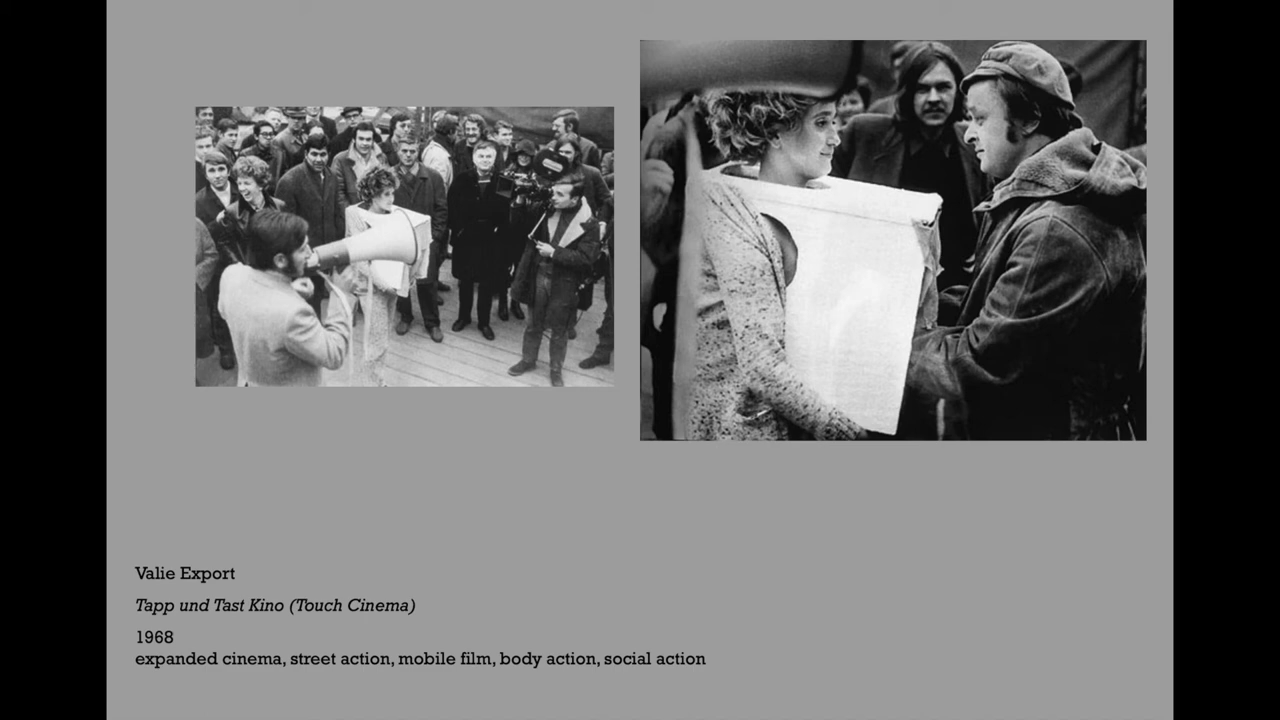 Valie Export
Tapp und Tast Kino (Touch Cinema)
1968
expanded cinema, street action, mobile film, body action, social action